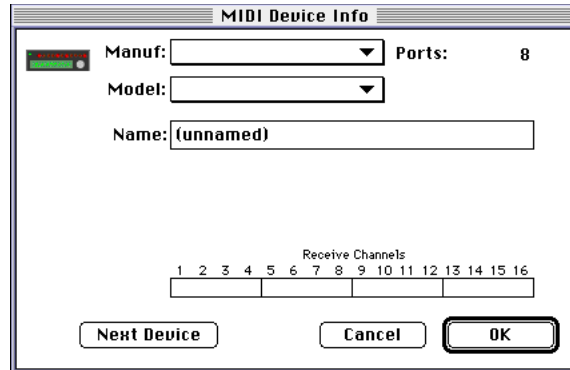 MIDI Device Info
Manuf: Ports: 8
Model:
Name: (unnamed)
Receive Channels
1 2 3 4 5 6 7 8 9 10 11 12 13 14 15 16
Next Device Cancel OK